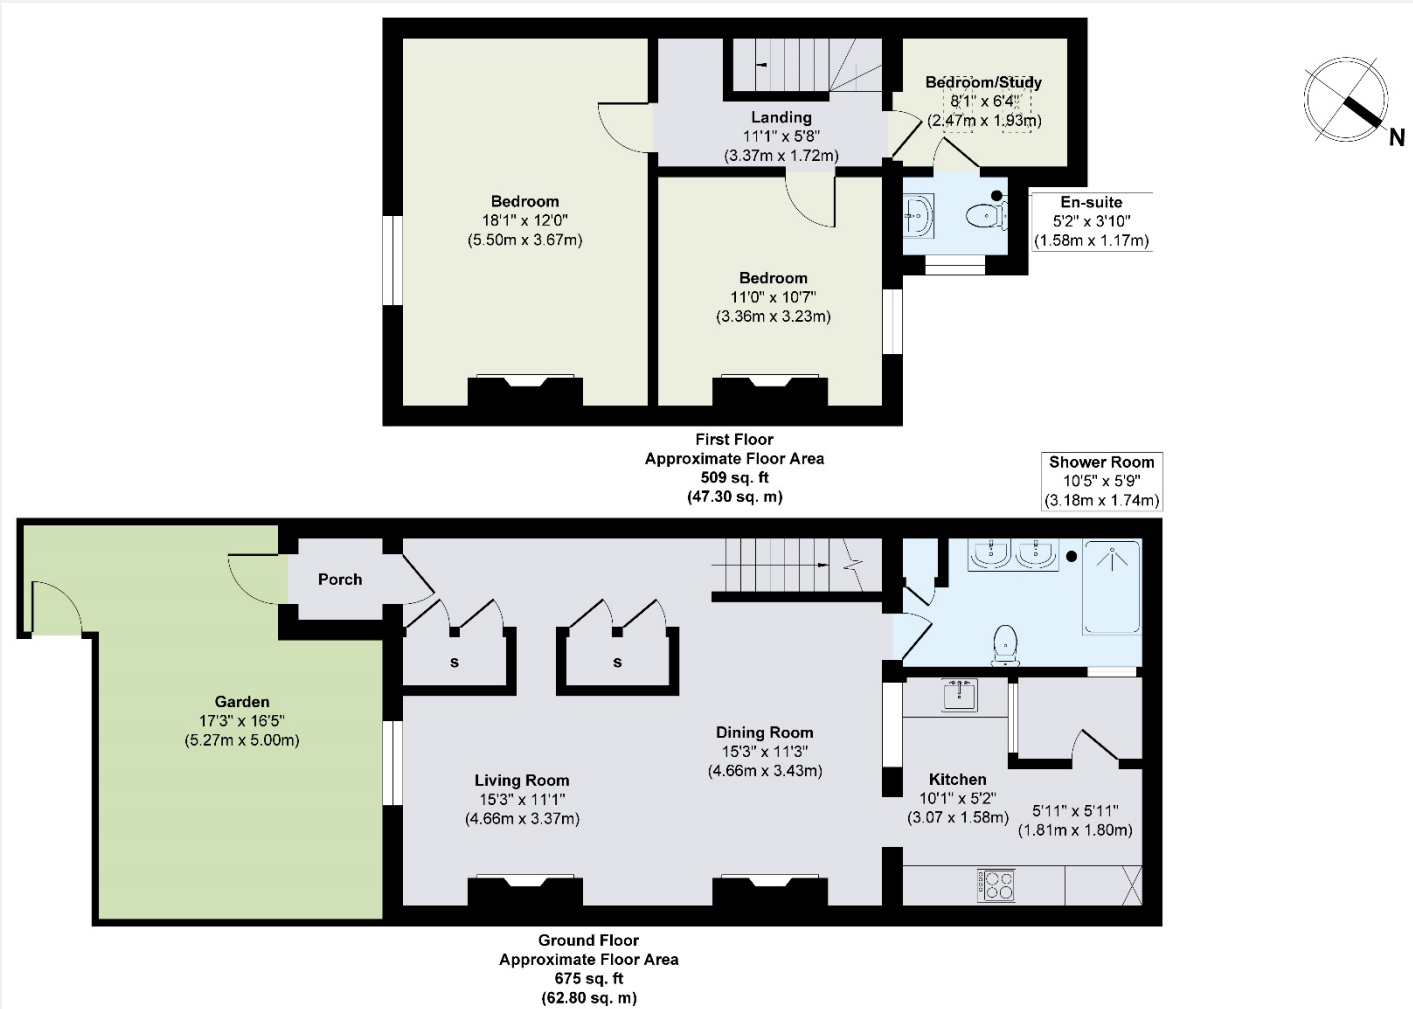 Bedroom/Study
8'1" x 6'4"
(2.47m x 1.93m)
Landing
11'1" x 5'8"
(3.37m x 1.72m)
N
Bedroom
18'1" x 12'0"
(5.50m x 3.67m)
En-suite
5'2" x 3'10"
(1.58m x 1.17m)
Bedroom
11'0" x 10'7"
(3.36m x 3.23m)
First Floor
Approximate Floor Area
509 sq. ft
(47.30 sq. m)
Shower Room
10'5" x 5'9"
(3.18m x 1.74m)
Porch
s
s
Garden
17'3" x 16'5"
(5.27m x 5.00m)
Living Room
15'3" x 11'1"
(4.66m x 3.37m)
Dining Room
15'3" x 11'3"
(4.66m x 3.43m)
Kitchen
10'1" x 5'2"
(3.07 x 1.58m)
5'11" x 5'11"
(1.81m x 1.80m)
Ground Floor
Approximate Floor Area
675 sq. ft
(62.80 sq. m)